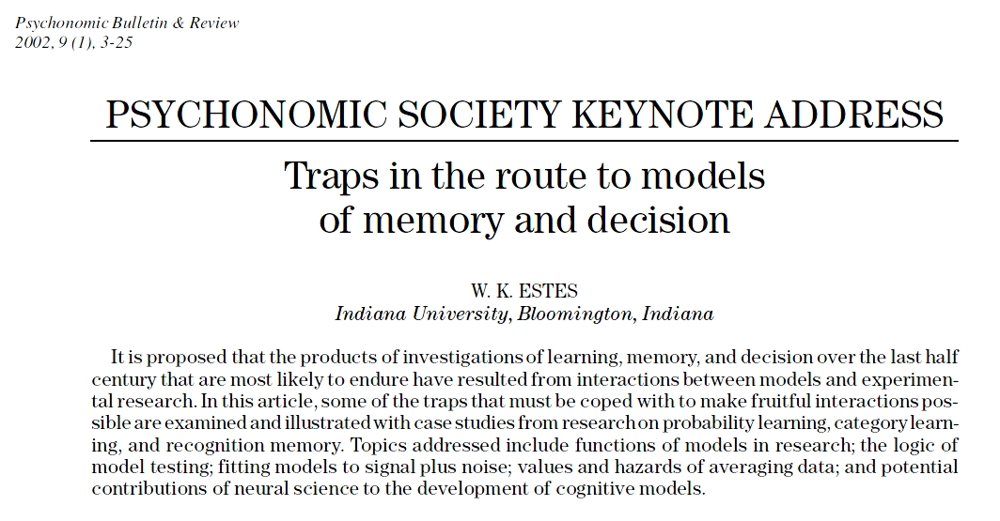 Psychonomic Bulletin & Review
2002, 9 (1), 3-25
PSYCHONOMIC SOCIETY KEYNOTE ADDRESS
Traps in the route to models
of memory and decision
W. K. ESTES
Indiana University, Bloomington, Indiana
It is proposed that the products of investigations of learning, memory, and decision over the last half
century that are most likely to endure have resulted from interactions between models and experimen-
tal research. In this article, some of the traps that must be coped with to make fruitful interactions pos-
sible are examined and illustrated with case studies from research on probability learning, category learn-
ing, and recognition memory. Topics addressed include functions of models in research; the logic of
model testing; fitting models to signal plus noise; values and hazards of averaging data; and potential
contributions of neural science to the development of cognitive models.